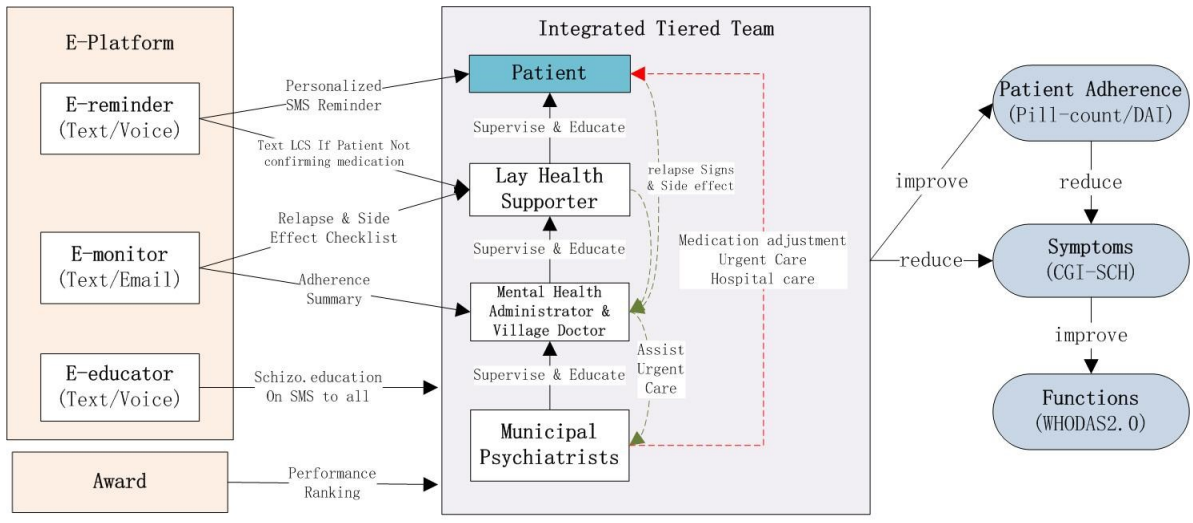 E-Platform
E-reminder
(Text/Voice)
E-monitor
(Text/Email)
E-educator
(Text/Voice)
Award
Personalized
SMS Reminder
Text LCS If Patient Not
confirming medication
Relapse & Side
Effect Checklist
Adherence
Summary
Schizo.education
On SMS to all
Performance
Ranking
Integrated Tiered Team
Patient
Supervise & Educate
Lay Health
Supporter
Supervise & Educate
Mental Health
Administrator &
Village Doctor
Supervise & Educate
Municipal
Psychiatrists
relapse Signs
& Side effect
Assist
Urgent
Care
Medication adjustment
Urgent Care
Hospital care
improve
reduce
Patient Adherence
(Pill-count/DAI)
reduce
Symptoms
(CGI-SCH)
improve
Functions
(WHODAS2.0)